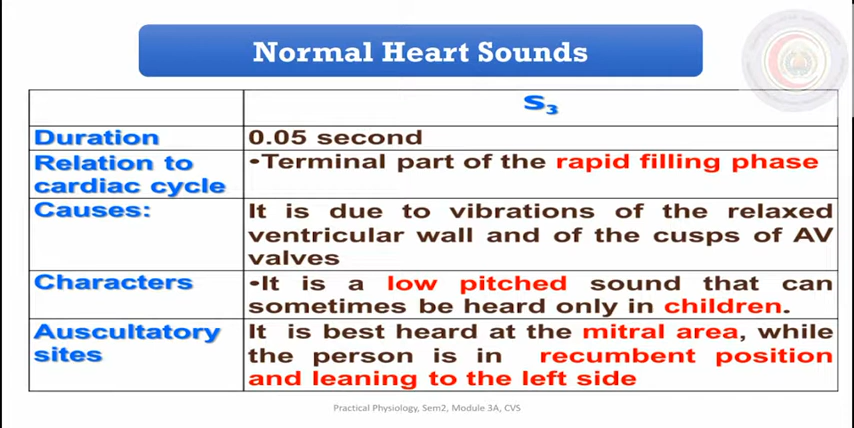 Normal Heart Sounds
S3
Duration
0.05 second
Relation to
cardiac cycle
•Terminal part of the rapid filling phase
Causes:
It is due to vibrations of the relaxed
ventricular wall and of the cusps of AV
valves
Characters
•It is a low pitched sound that can
sometimes be heard only in children.
Auscultatory
sites
It is best heard at the mitral area, while
the person is in recumbent position
and leaning to the left side
Practical Physiology, Sem2, Module 3A, CVS